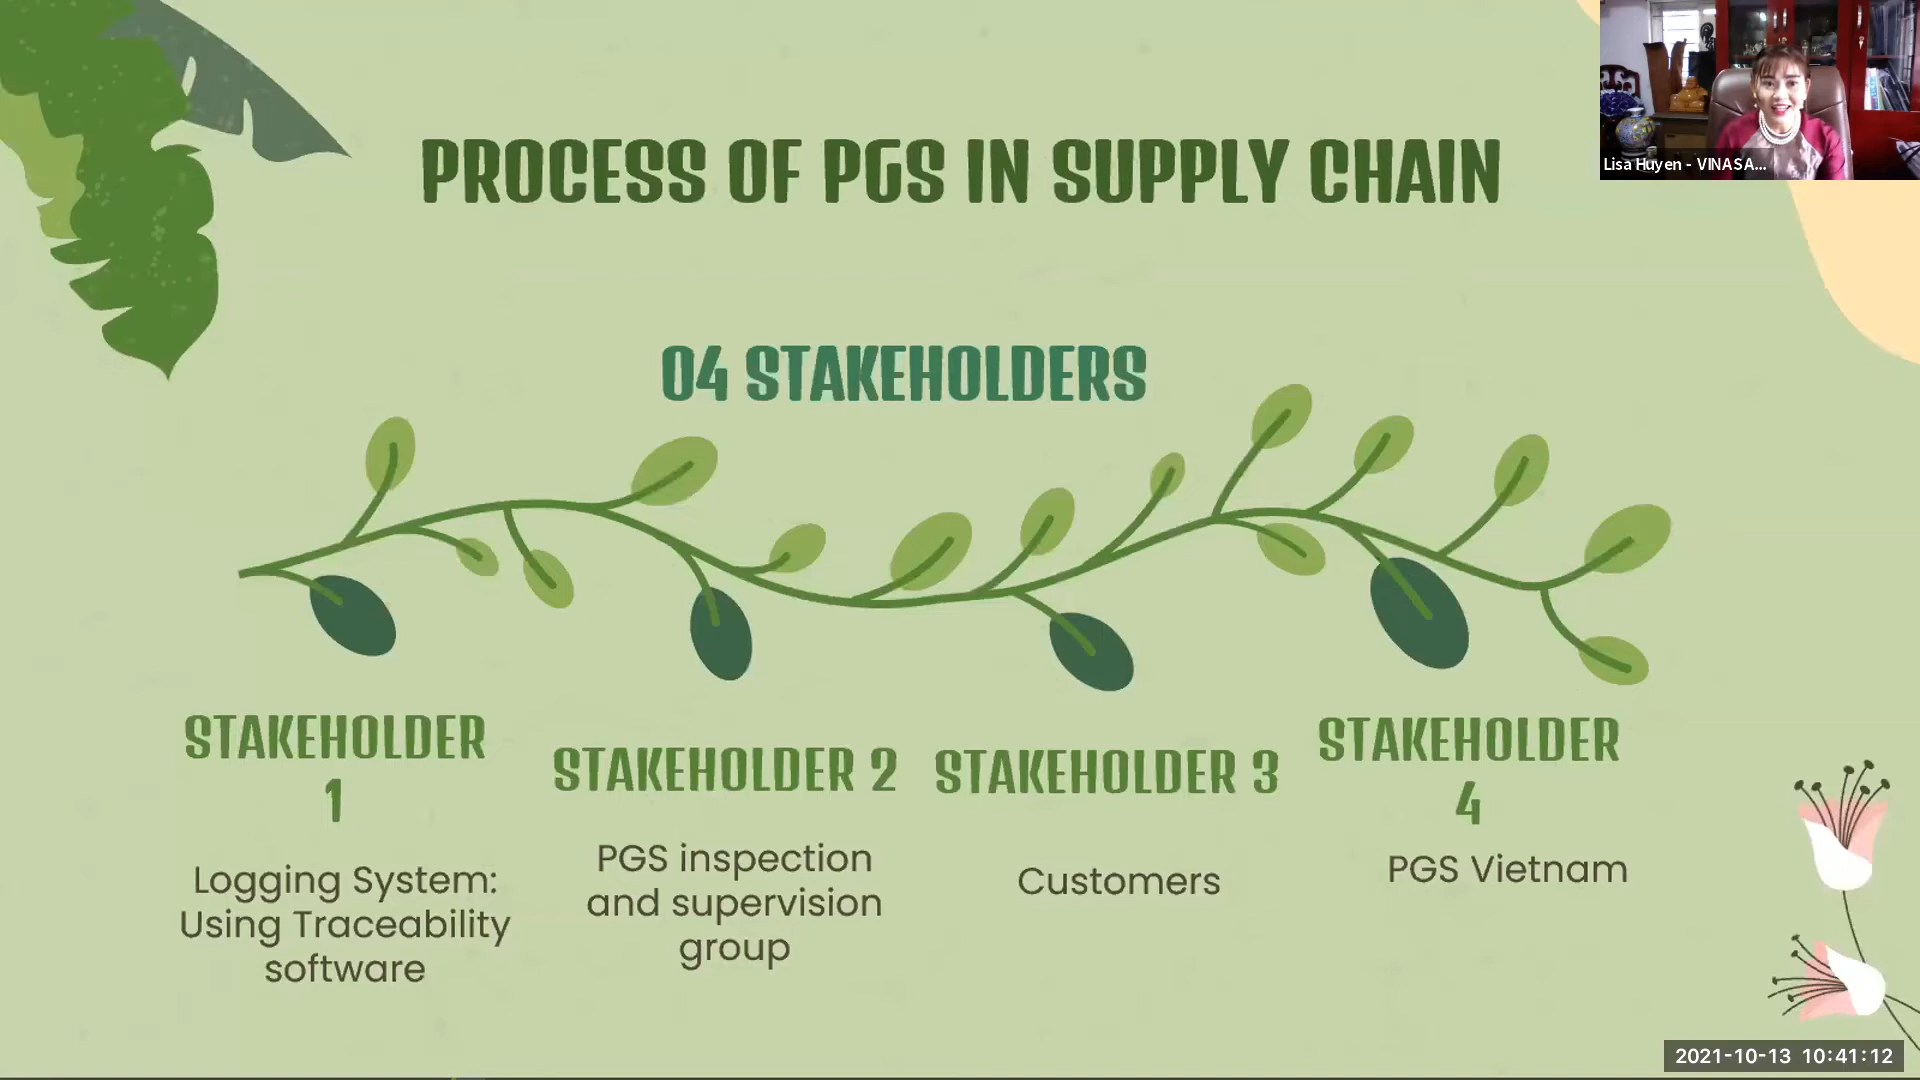 PROCESS OF PGS IN SUPPLY CHAIN
Lisa Huyen - VINASA...
04 STAKEHOLDERS
STAKEHOLDER
1
Logging System:
Using Traceability
software
STAKEHOLDER 2
PGS inspection
and supervision
group
STAKEHOLDER 3
Customers
STAKEHOLDER
4
PGS Vietnam
2021-10-13 10:41:12